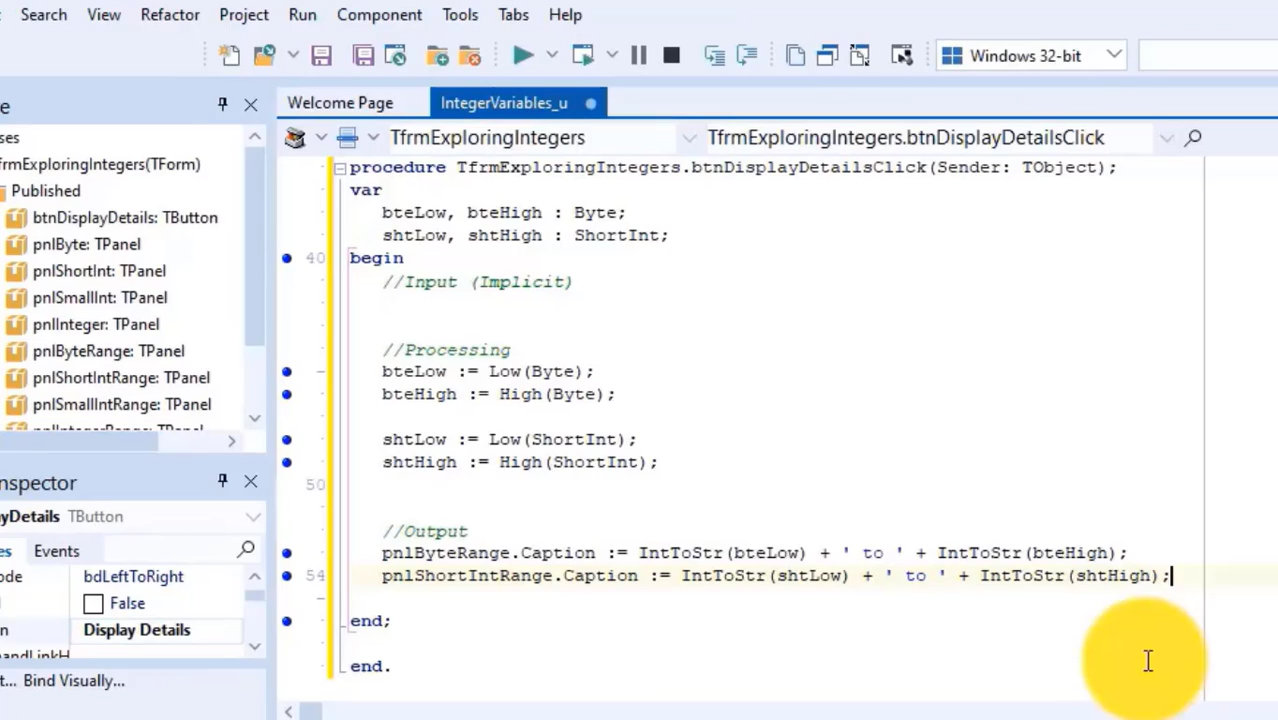 Search View Refactor Project Run Component Tools Tabs Help
Windows 32-bit
Welcome Page IntegerVariables_u
TfrmExploringIntegers TfrmExploringIntegers.btnDisplayDetailsClick
frmExploringIntegers(TForm)
Published
btnDisplayDetails: TButton
pnlByte: TPanel
pnlShortInt: TPanel
pnlSmallInt: TPanel
pnlInteger: TPanel
pnlByteRange: TPanel
pnlShortIntRange: TPanel
pnlSmallIntRange: TPanel
nspector
yDetails TButton
es Events
ode bdLeftToRight
False
n Display Details
t... Bind Visually...
procedure TfrmExploringIntegers.btnDisplayDetailsClick(Sender: TObject);
var
bteLow, bteHigh : Byte;
shtLow, shtHigh : ShortInt;
40 begin
//Input (Implicit)
//Processing
bteLow := Low(Byte);
bteHigh := High(Byte);
shtLow := Low(ShortInt);
shtHigh := High(ShortInt);
50
//Output
pnlByteRange.Caption := IntToStr(bteLow) + ' to ' + IntToStr(bteHigh);
54 pnlShortIntRange.Caption := IntToStr(shtLow) + ' to ' + IntToStr(shtHigh);
end;
end.